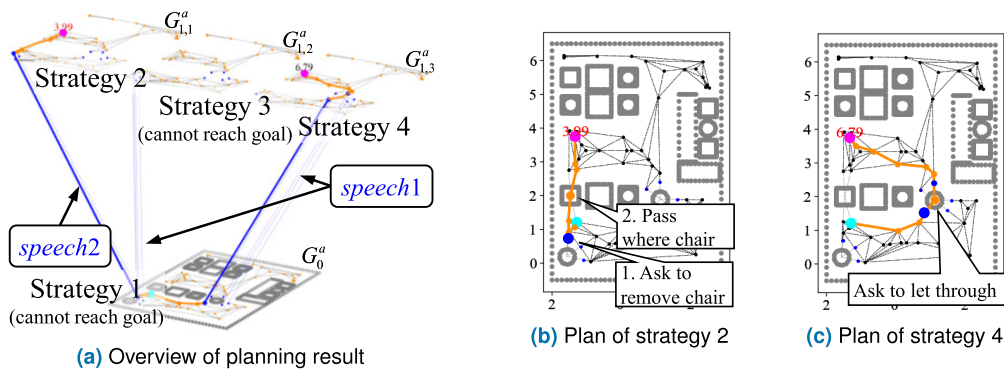 3.99
G^a_{1,1}
G^a_{1,2}
6.79
G^a_{1,3}
Strategy 2
Strategy 3
(cannot reach goal)
Strategy 4
speech1
speech2
G^a_0
Strategy 1
(cannot reach goal)
(a) Overview of planning result
6
5
4
3.99
3
2
1
0
2
2
2. Pass
where chair
1. Ask to
remove chair
(b) Plan of strategy 2
6
5
4
6.79
3
2
1
0
2
0
2
Ask to let through
(c) Plan of strategy 4